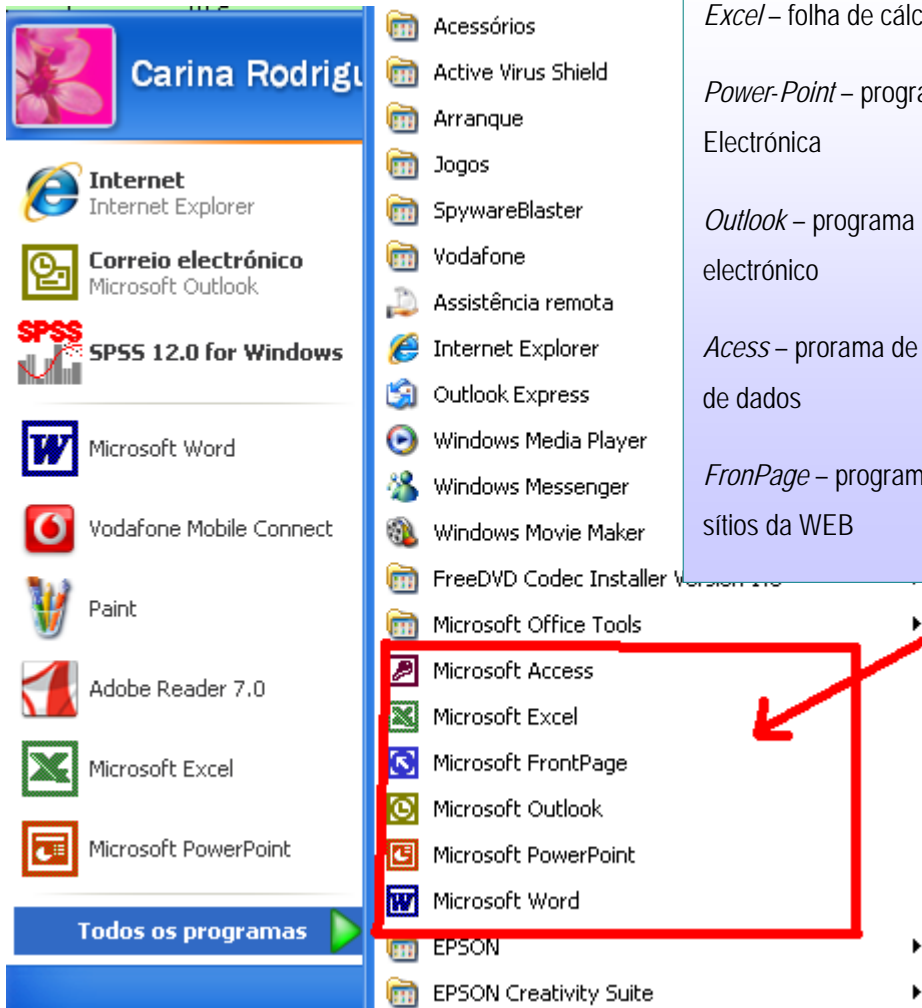 Carina Rodrigu
Internet
Internet Explorer
Correio electrónico
Microsoft Outlook
SPSS
SPSS 12.0 for Windows
Microsoft Word
Vodafone Mobile Connect
Paint
Adobe Reader 7.0
Microsoft Excel
Microsoft PowerPoint
Todos os programas
Acessórios
Active Virus Shield
Arranque
Jogos
SpywareBlaster
Vodafone
Assistência remota
Internet Explorer
Outlook Express
Windows Media Player
Windows Messenger
Windows Movie Maker
FreeDVD Codec Installer
Microsoft Office Tools
Microsoft Access
Microsoft Excel
Microsoft FrontPage
Microsoft Outlook
Microsoft PowerPoint
Microsoft Word
EPSON
EPSON Creativity Suite
Excel – folha de cálc
Power-Point – progra
Electrónica
Outlook – programa
electrónico
Acess – prorama de
de dados
FronPage – program
sítios da WEB